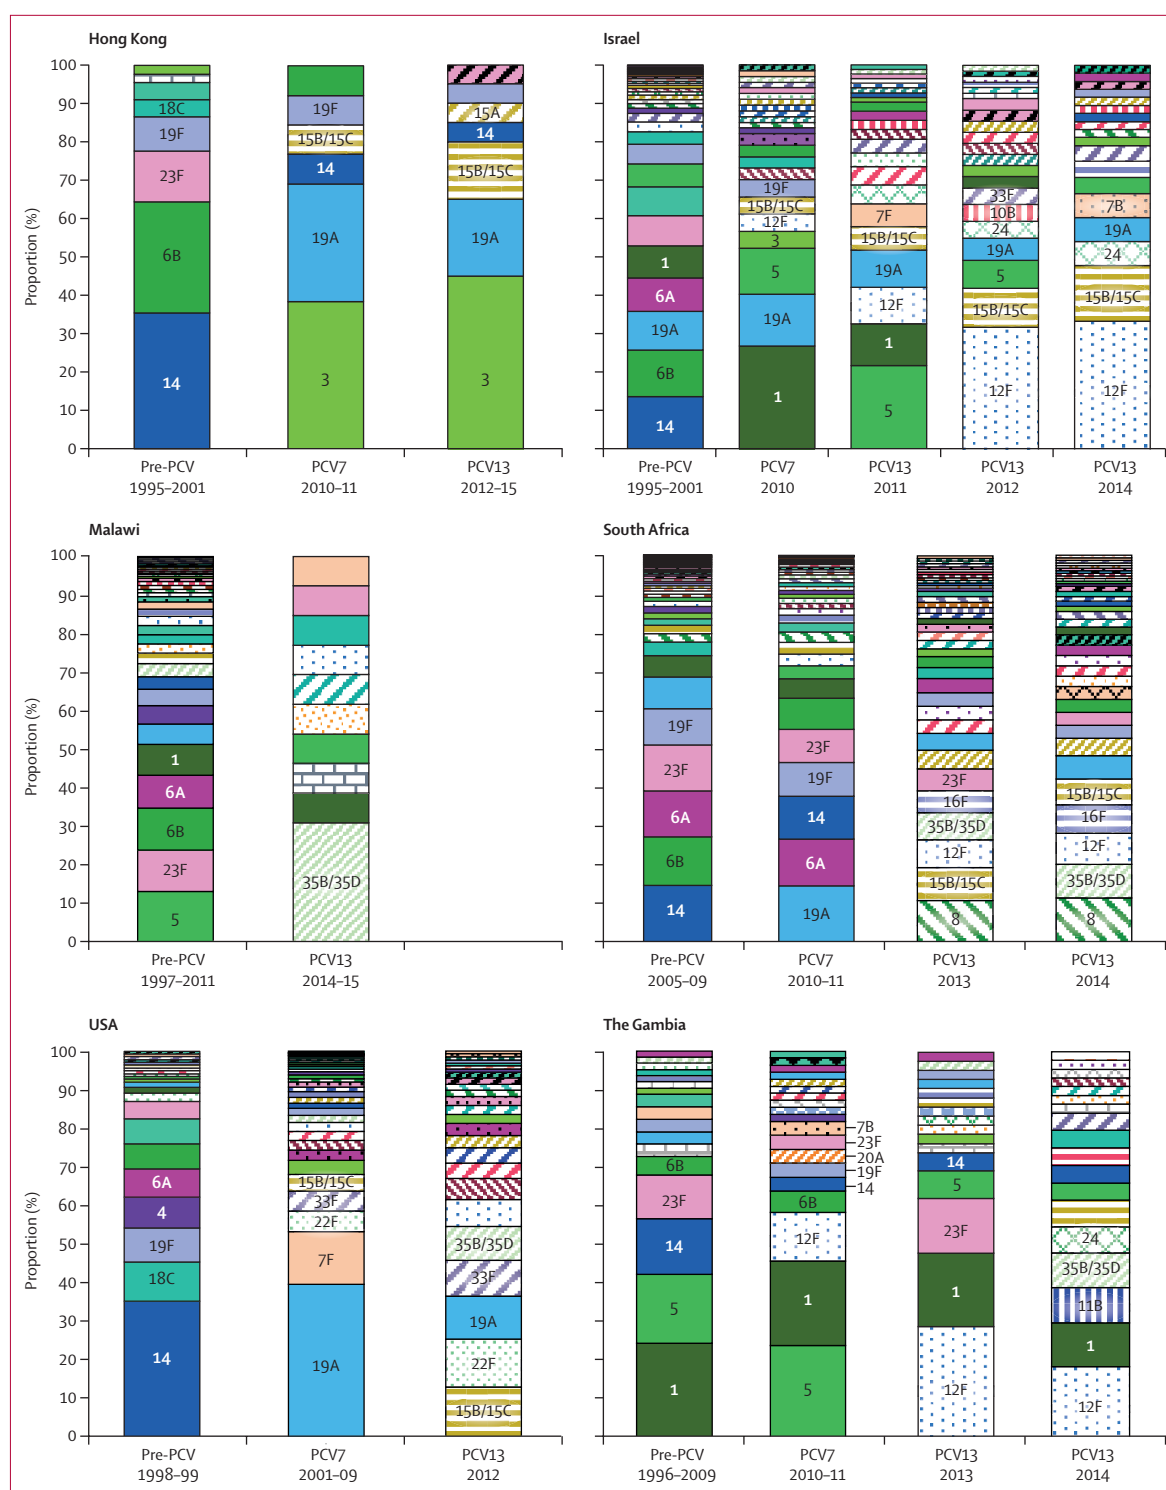 Hong Kong
Proportion (%)
100
90
80
70
60
50
40
30
20
10
0
18C
19F
23F
6B
14
19F
15B/15C
14
19A
3
15A
14
15B/15C
19A
3
Pre-PCV
1995–2001
PCV7
2010–11
PCV13
2012–15
Israel
1
6A
19A
6B
14
19F
15B/15C
12F
3
5
19A
1
7F
15B/15C
19A
12F
1
5
33F
10B
24
19A
5
15B/15C
12F
7B
19A
24
15B/15C
12F
Pre-PCV
1995–2001
PCV7
2010
PCV13
2011
PCV13
2012
PCV13
2014
Malawi
Proportion (%)
100
90
80
70
60
50
40
30
20
10
0
1
6A
6B
23F
5
35B/35D
Pre-PCV
1997–2011
PCV13
2014–15
South Africa
19F
23F
6A
6B
14
23F
19F
14
6A
19A
23F
16F
35B/35D
12F
15B/15C
8
15B/15C
16F
12F
35B/35D
8
Pre-PCV
2005–09
PCV7
2010–11
PCV13
2013
PCV13
2014
USA
Proportion (%)
100
90
80
70
60
50
40
30
20
10
0
6A
4
19F
18C
14
15B/15C
33F
22F
7F
19A
35B/35D
33F
19A
22F
15B/15C
Pre-PCV
1998–99
PCV7
2001–09
PCV13
2012
The Gambia
6B
23F
14
5
1
7B
23F
20A
19F
14
6B
12F
1
5
14
5
23F
1
12F
24
35B/35D
11B
1
12F
Pre-PCV
1996–2009
PCV7
2010–11
PCV13
2013
PCV13
2014